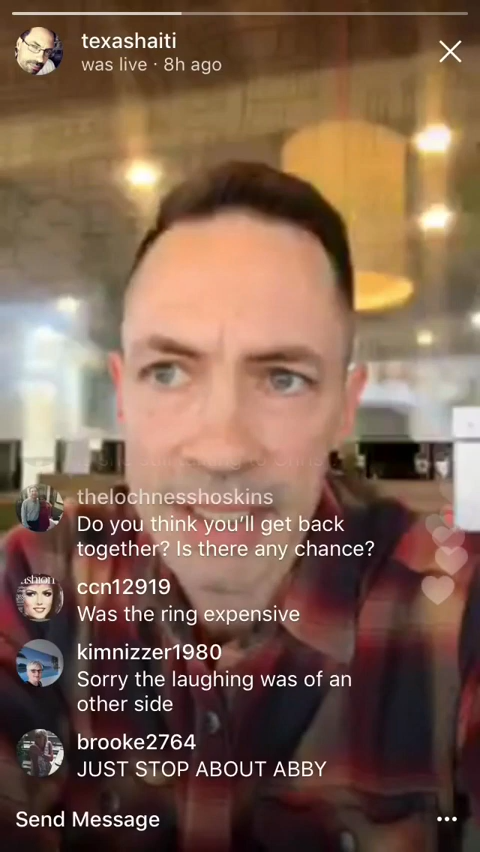 texashaiti
was live · 8h ago
thelochnesshoskins
Do you think you'll get back
together? Is there any chance?
ccn12919
Was the ring expensive
kimnizzer1980
Sorry the laughing was of an
other side
brooke2764
JUST STOP ABOUT ABBY
Send Message